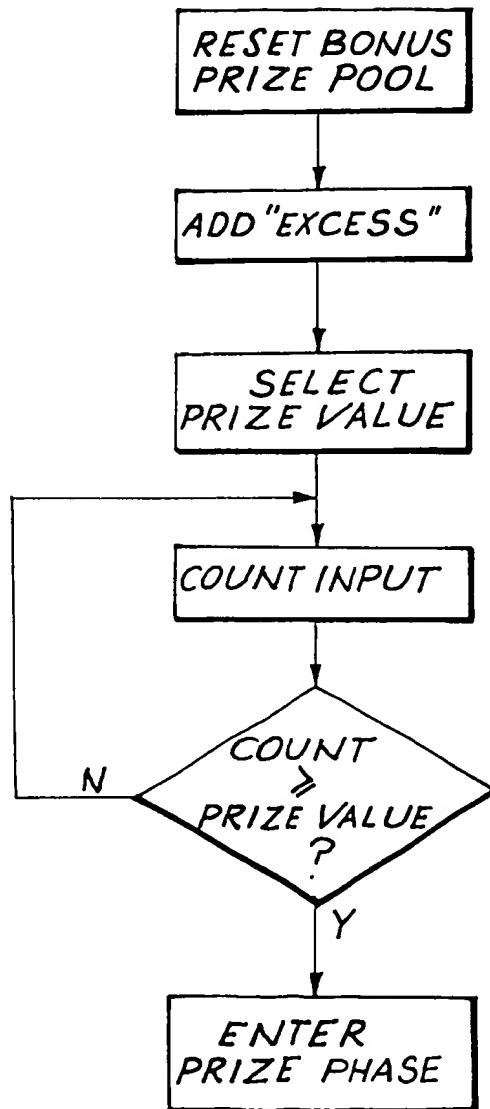 RESET BONUS
PRIZE POOL
ADD "EXCESS"
SELECT
PRIZE VALUE
COUNT INPUT
COUNT
⩾
PRIZE VALUE
?
N
Y
ENTER
PRIZE PHASE